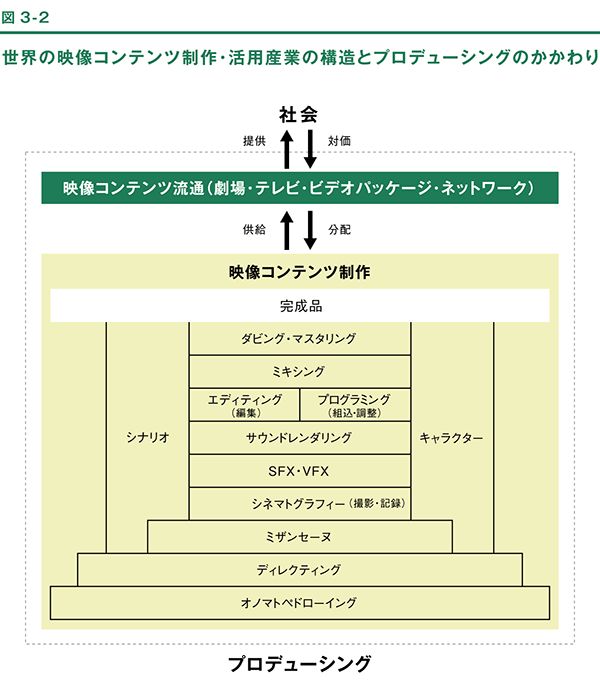 図 3-2
世界の映像コンテンツ制作・活用産業の構造とプロデューシングのかかわり
社会
提供
対価
映像コンテンツ流通(劇場・テレビ・ビデオパッケージ・ネットワーク)
供給
分配
映像コンテンツ制作
完成品
ダビング・マスタリング
ミキシング
エディティング
(編集)
プログラミング
(組込・調整)
シナリオ
サウンドレンダリング
キャラクター
SFX・VFX
シネマトグラフィー(撮影・記録)
ミザンセーヌ
ディレクティング
オノマトペドローイング
プロデューシング